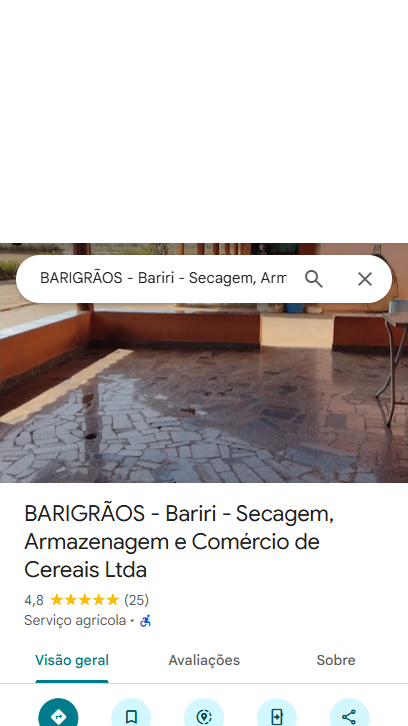 BARIGRÃOS - Bariri - Secagem, Arm
BARIGRÃOS - Bariri - Secagem,
Armazenagem e Comércio de
Cereais Ltda
4,8 (25)
Serviço agrícola
Visão geral Avaliações Sobre